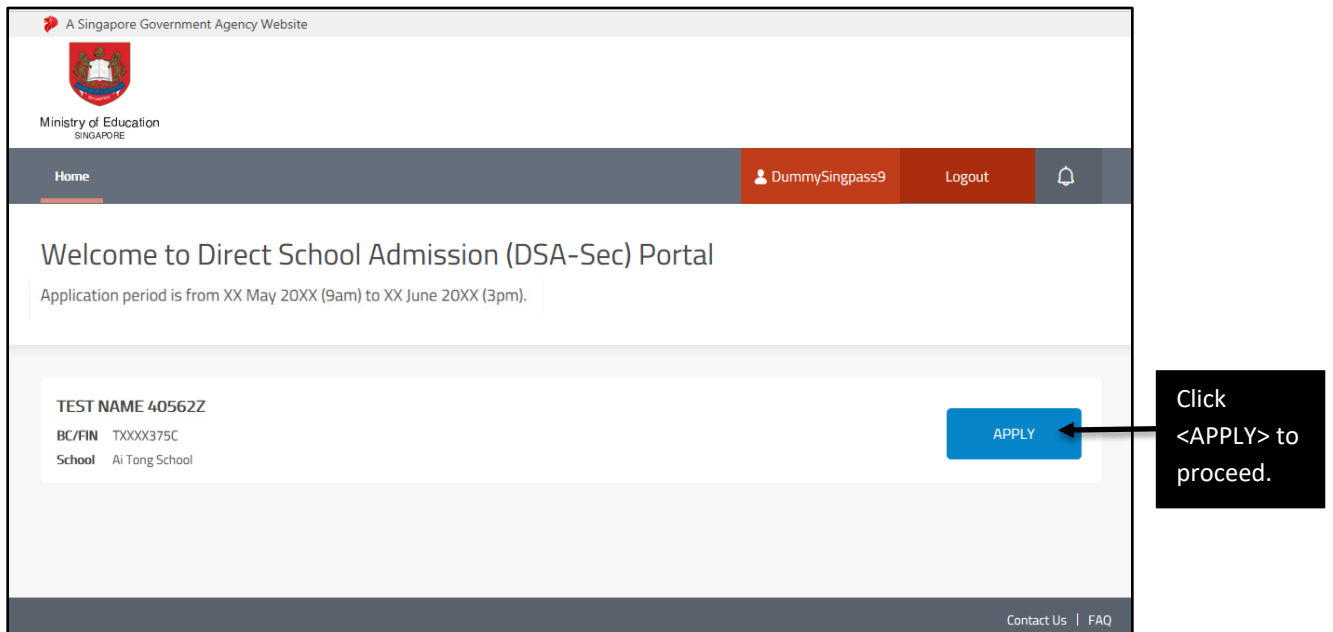 A Singapore Government Agency Website
Ministry of Education
SINGAPORE
Home
DummySingpass9
Logout
Welcome to Direct School Admission (DSA-Sec) Portal
Application period is from XX May 20XX (9am) to XX June 20XX (3pm).
TEST NAME 40562Z
BC/FIN TXXXX375C
School Ai Tong School
APPLY
Click
<APPLY> to
proceed.
Contact Us | FAQ